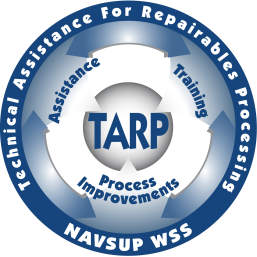 Technical Assistance For Repairables Processing
Assistance
Training
TARP
Process
Improvements
NAVSUP WSS